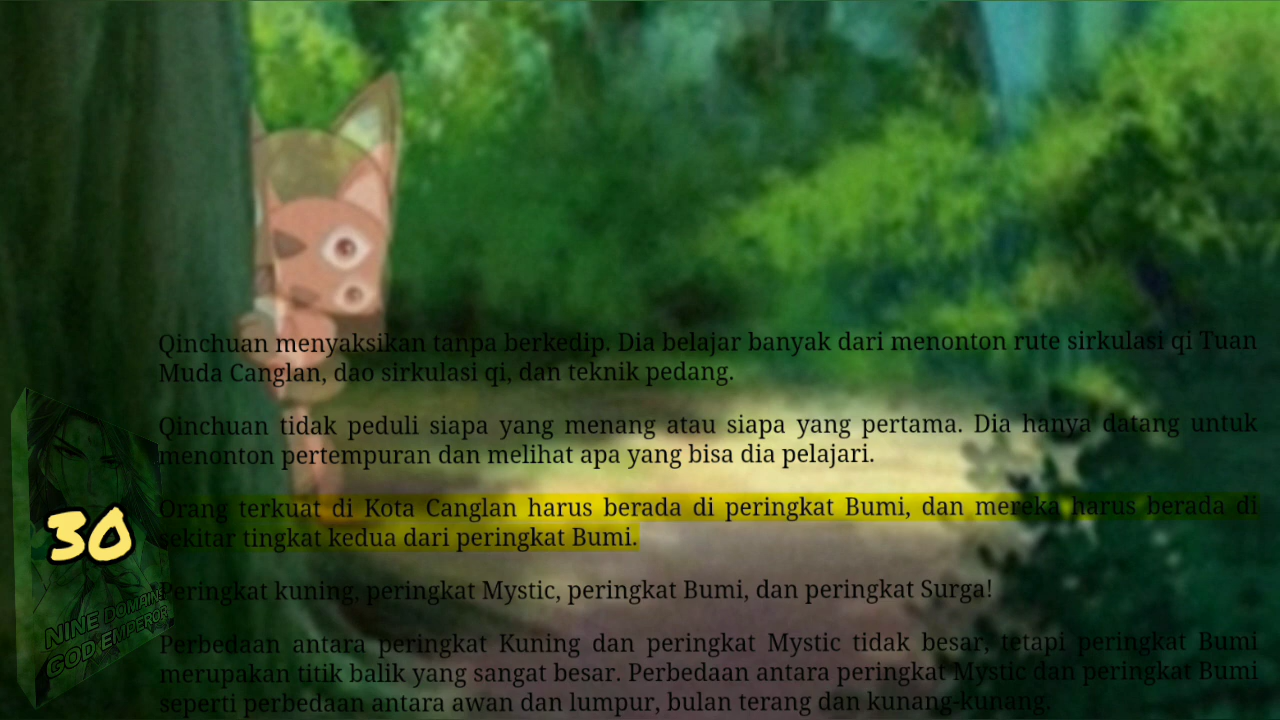 Qinchuan menyaksikan tanpa berkedip. Dia belajar banyak dari menonton rute sirkulasi qi Tuan
Muda Canglan, dao sirkulasi qi, dan teknik pedang.
Qinchuan tidak peduli siapa yang menang atau siapa yang pertama. Dia hanya datang untuk
menonton pertempuran dan melihat apa yang bisa dia pelajari.
Orang terkuat di Kota Canglan harus berada di peringkat Bumi, dan mereka harus berada di
sekitar tingkat kedua dari peringkat Bumi.
Peringkat kuning, peringkat Mystic, peringkat Bumi, dan peringkat Surga!
Perbedaan antara peringkat Kuning dan peringkat Mystic tidak besar, tetapi peringkat Bumi
merupakan titik balik yang sangat besar. Perbedaan antara peringkat Mystic dan peringkat Bumi
seperti perbedaan antara awan dan lumpur, bulan terang dan kunang-kunang.
30
NINE DOMAINS
GOD EMPEROR